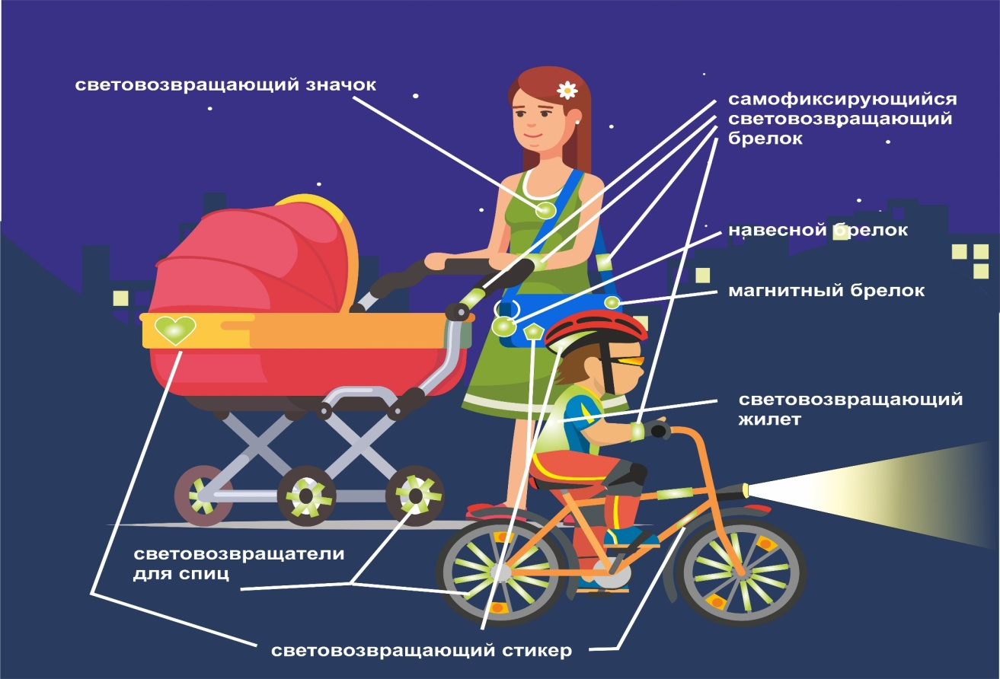 световозвращающий значок
самофиксирующийся
световозвращающий
брелок
навесной брелок
магнитный брелок
световозвращающий
жилет
световозвращатели
для спиц
световозвращающий стикер